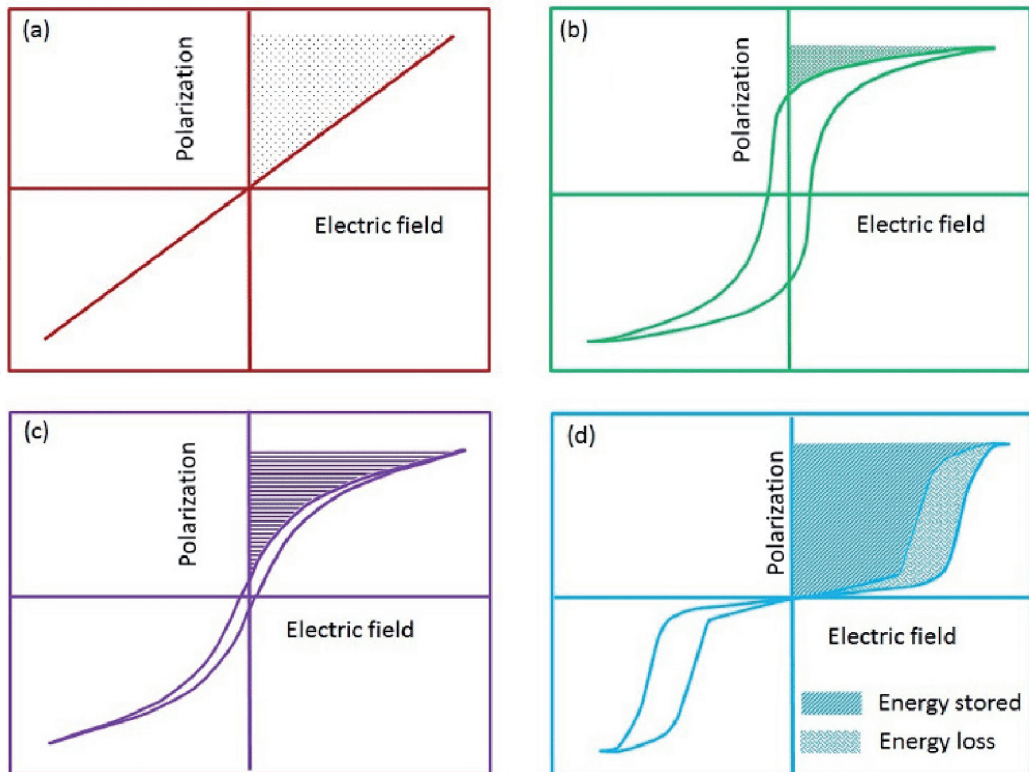 (a)
Polarization
Electric field
(b)
Polarization
Electric field
(c)
Polarization
Electric field
(d)
Polarization
Electric field
Energy stored
Energy loss